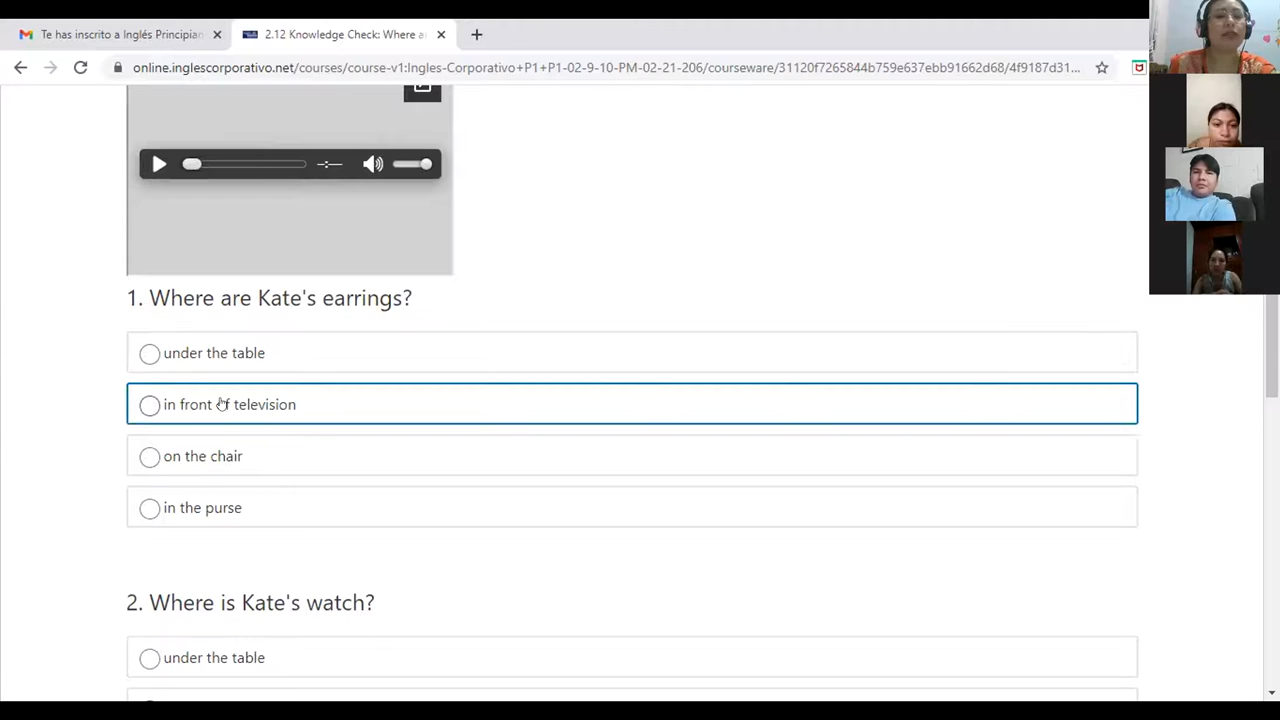 Te has inscrito a Inglés Principian
2.12 Knowledge Check: Where a
online.inglescorporativo.net/courses/course-v1:Ingles-Corporativo+P1+P1-02-9-10-PM-02-21-206/courseware/31120f7265844b759e637ebb91662d68/4f9187d31...
1. Where are Kate's earrings?
under the table
in front of television
on the chair
in the purse
2. Where is Kate's watch?
under the table